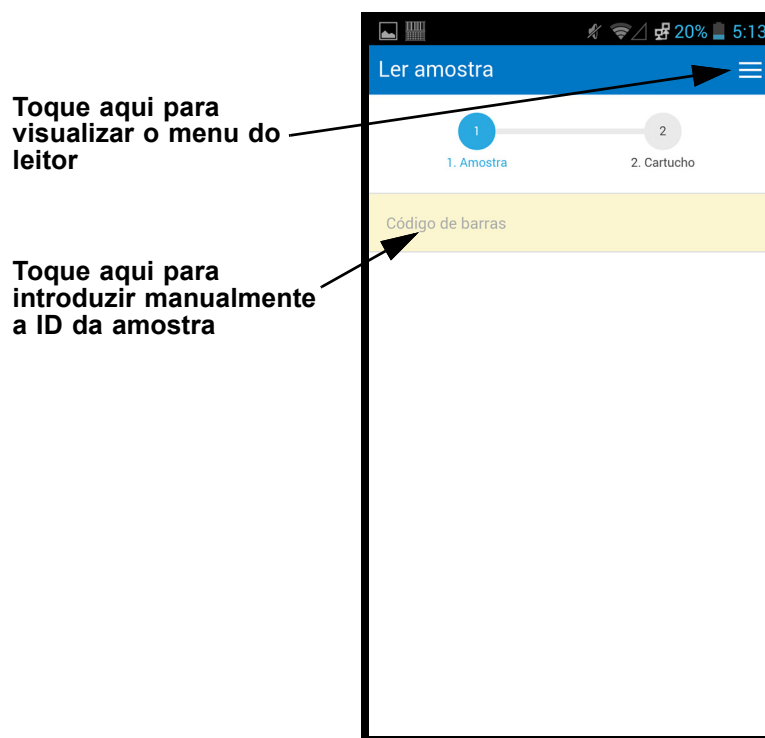 20% 5:13
Ler amostra
Toque aqui para
visualizar o menu do
leitor
1 2
1. Amostra 2. Cartucho
Código de barras
Toque aqui para
introduzir manualmente
a ID da amostra